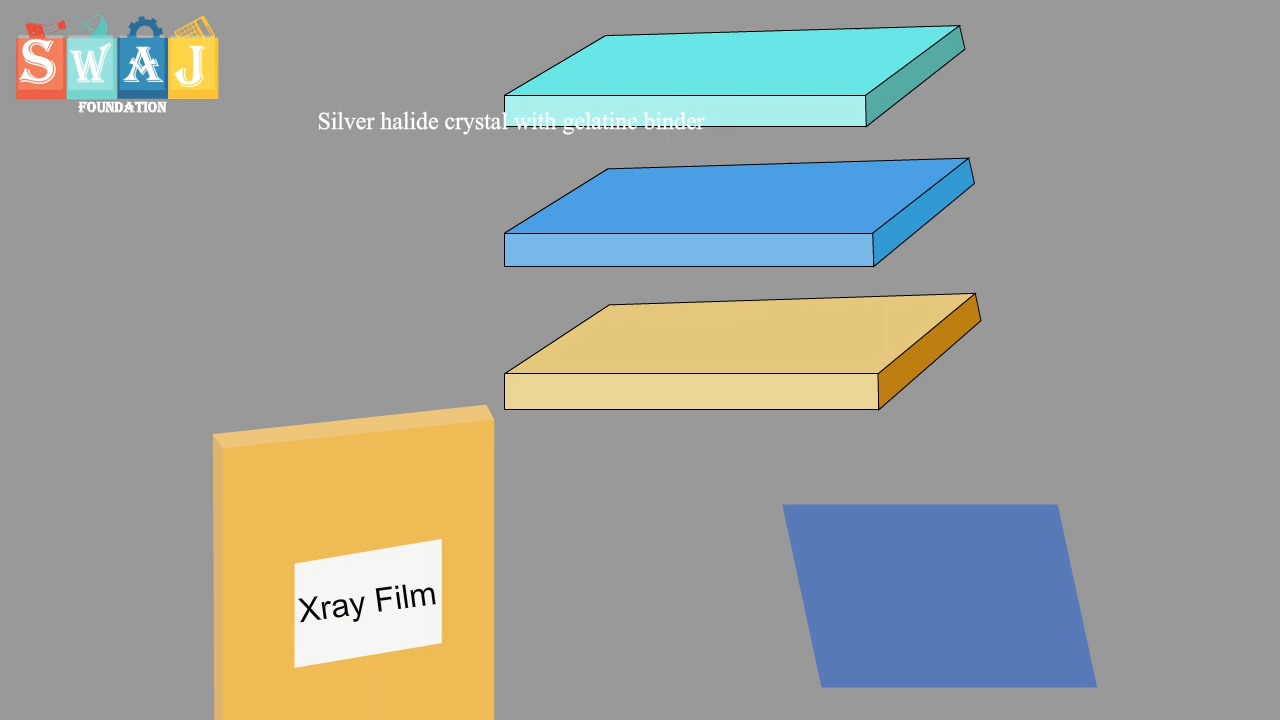 SWAJ
FOUNDATION
Silver halide crystal with gelatine binder
Xray Film